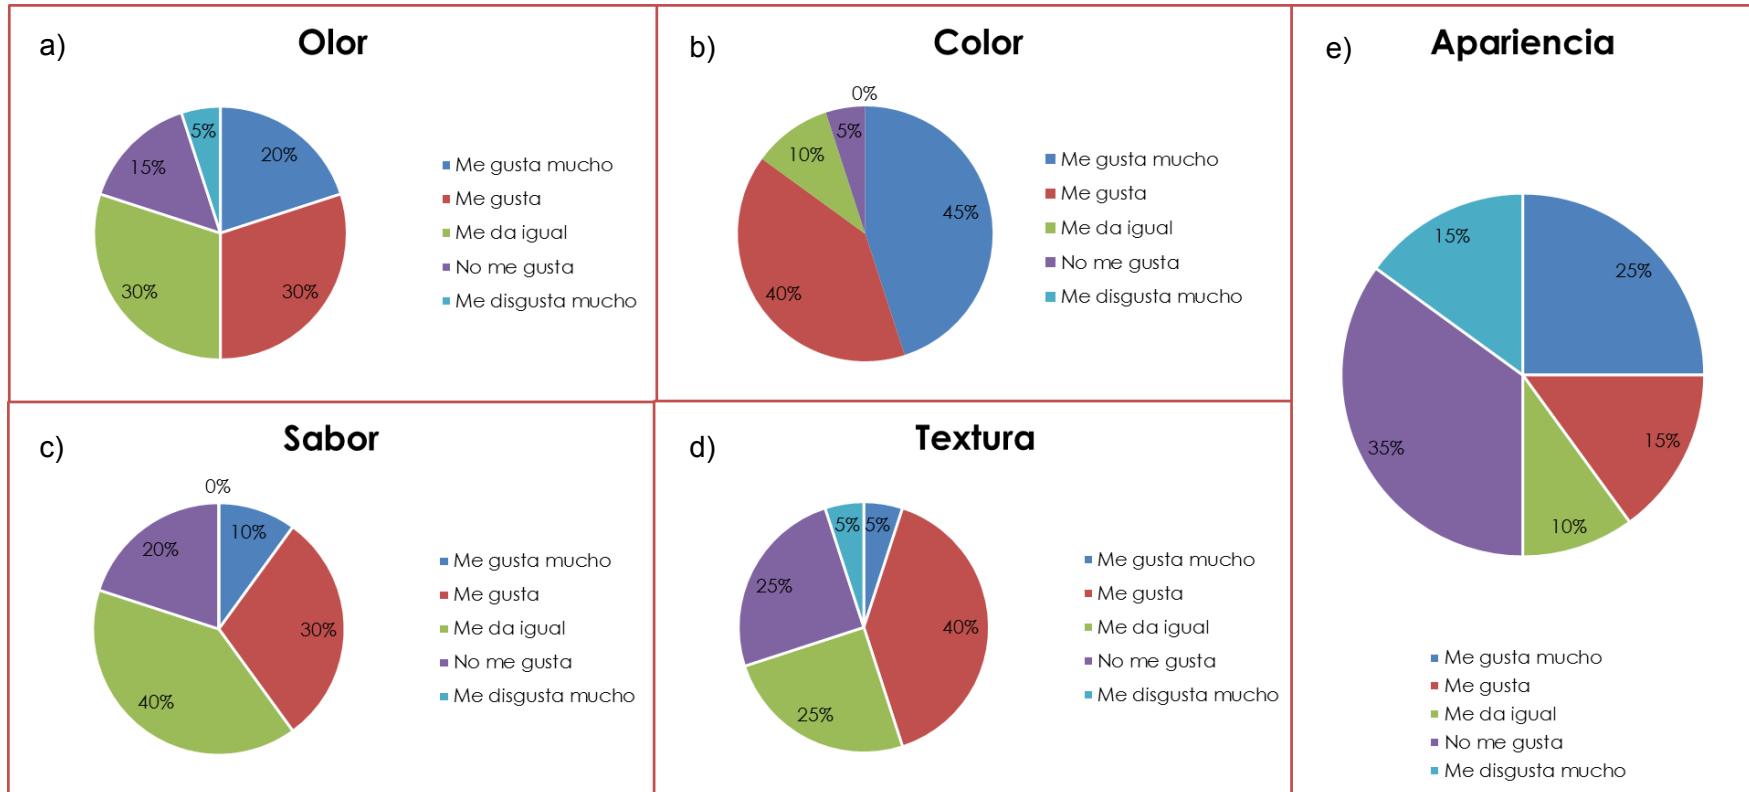 a)
Olor
5%
20%
15%
30%
30%
Me gusta mucho
Me gusta
Me da igual
No me gusta
Me disgusta mucho
b)
Color
0%
5%
10%
45%
40%
Me gusta mucho
Me gusta
Me da igual
No me gusta
Me disgusta mucho
c)
Sabor
0%
10%
20%
30%
40%
Me gusta mucho
Me gusta
Me da igual
No me gusta
Me disgusta mucho
d)
Textura
5% 5%
25%
40%
25%
Me gusta mucho
Me gusta
Me da igual
No me gusta
Me disgusta mucho
e)
Apariencia
15%
25%
35%
15%
10%
Me gusta mucho
Me gusta
Me da igual
No me gusta
Me disgusta mucho